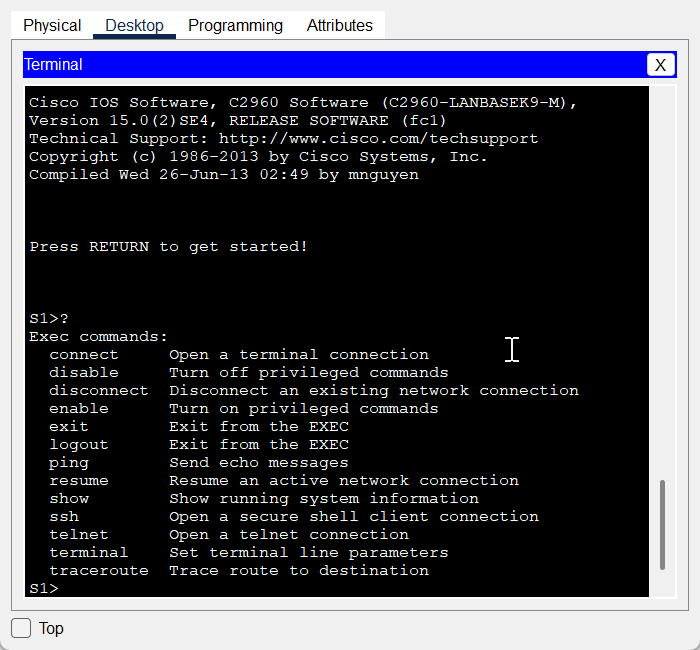 Physical Desktop Programming Attributes
Terminal X
Cisco IOS Software, C2960 Software (C2960-LANBASEK9-M),
Version 15.0(2)SE4, RELEASE SOFTWARE (fc1)
Technical Support: http://www.cisco.com/techsupport
Copyright (c) 1986-2013 by Cisco Systems, Inc.
Compiled Wed 26-Jun-13 02:49 by mnguyen
Press RETURN to get started!
S1>?
Exec commands:
  connect     Open a terminal connection
  disable     Turn off privileged commands
  disconnect  Disconnect an existing network connection
  enable      Turn on privileged commands
  exit        Exit from the EXEC
  logout      Exit from the EXEC
  ping        Send echo messages
  resume      Resume an active network connection
  show        Show running system information
  ssh         Open a secure shell client connection
  telnet      Open a telnet connection
  terminal    Set terminal line parameters
  traceroute  Trace route to destination
S1>
Top